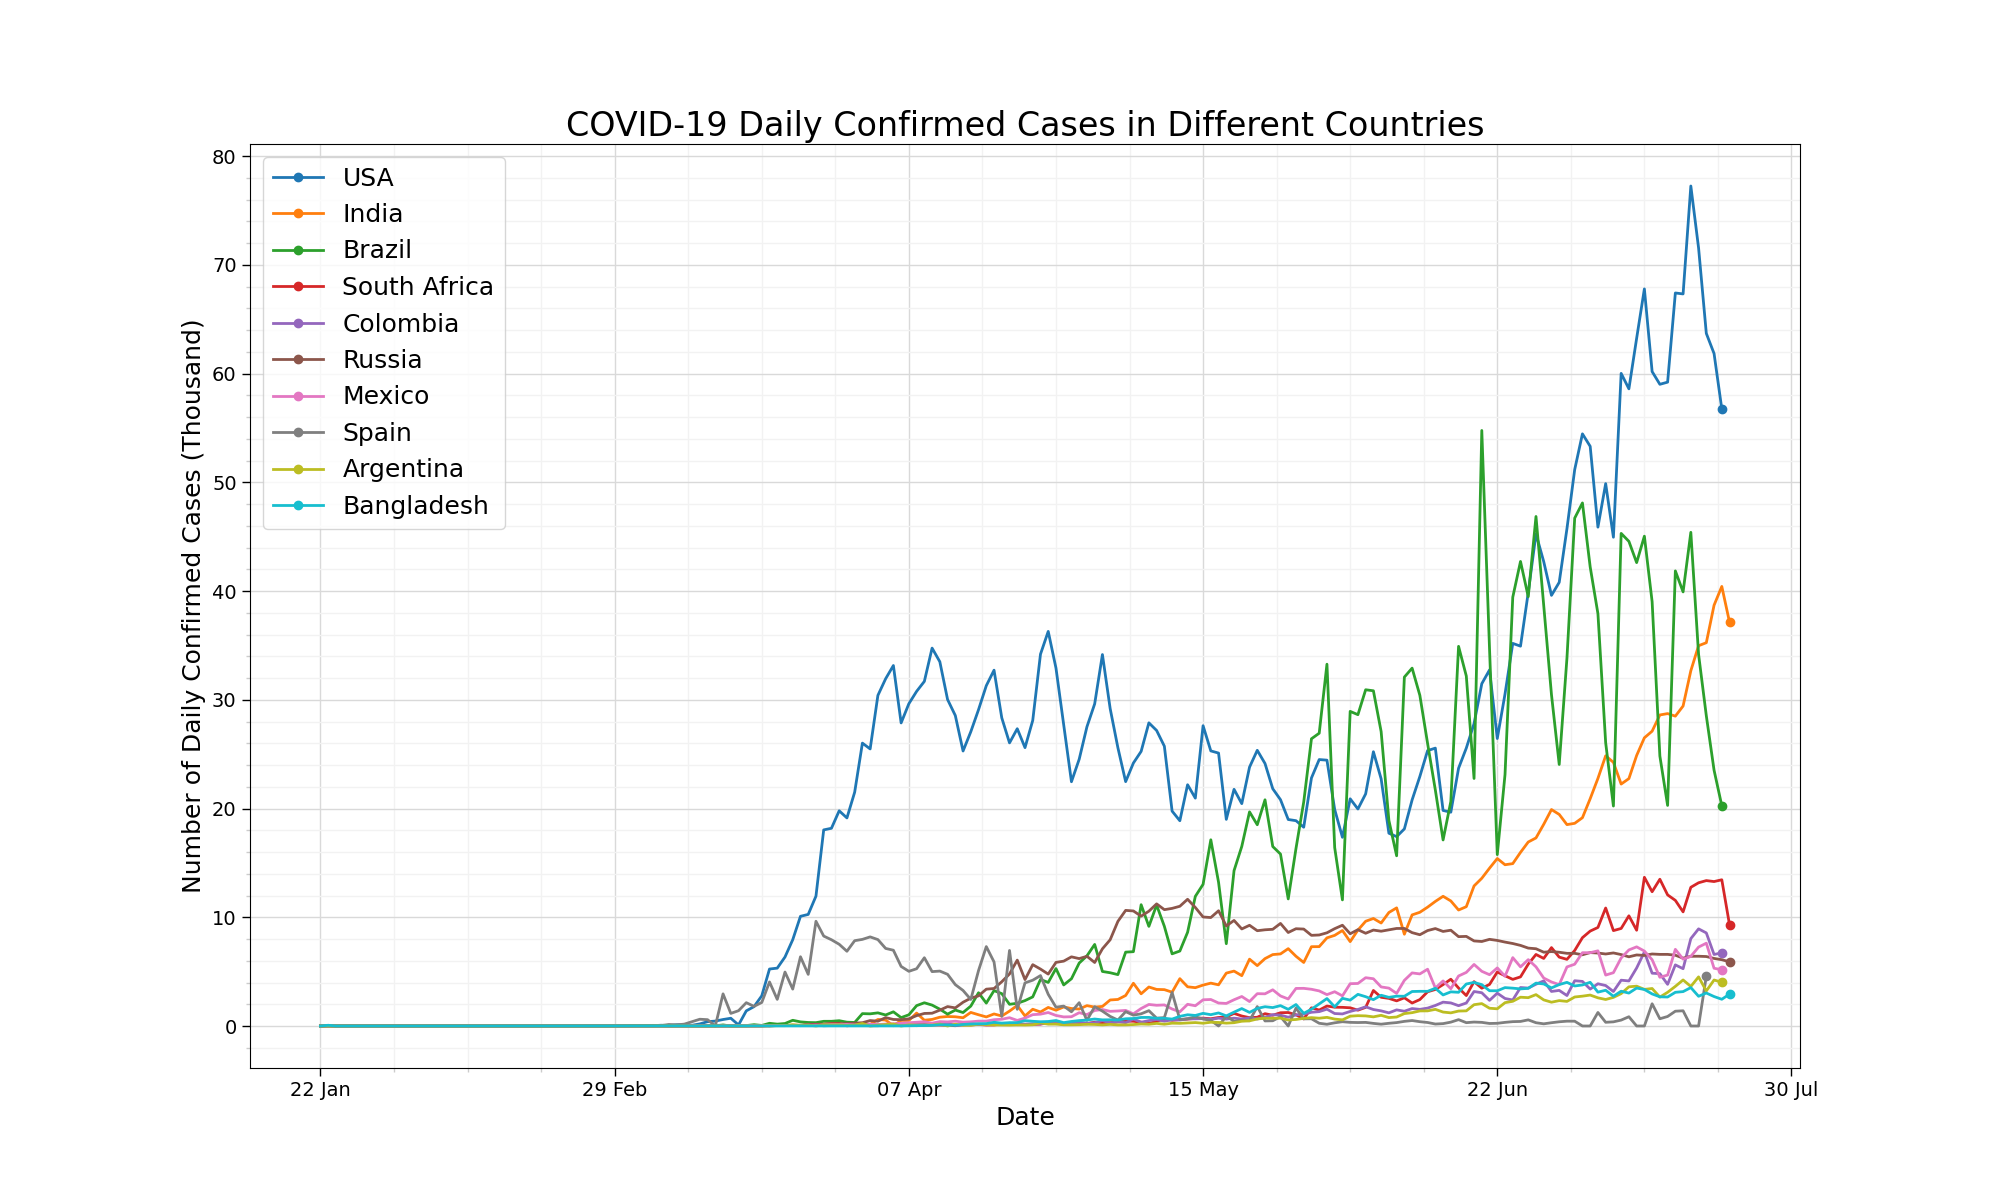 COVID-19 Daily Confirmed Cases in Different Countries
80
70
60
50
40
30
20
10
0
Number of Daily Confirmed Cases (Thousand)
USA
India
Brazil
South Africa
Colombia
Russia
Mexico
Spain
Argentina
Bangladesh
22 Jan
29 Feb
07 Apr
15 May
22 Jun
30 Jul
Date